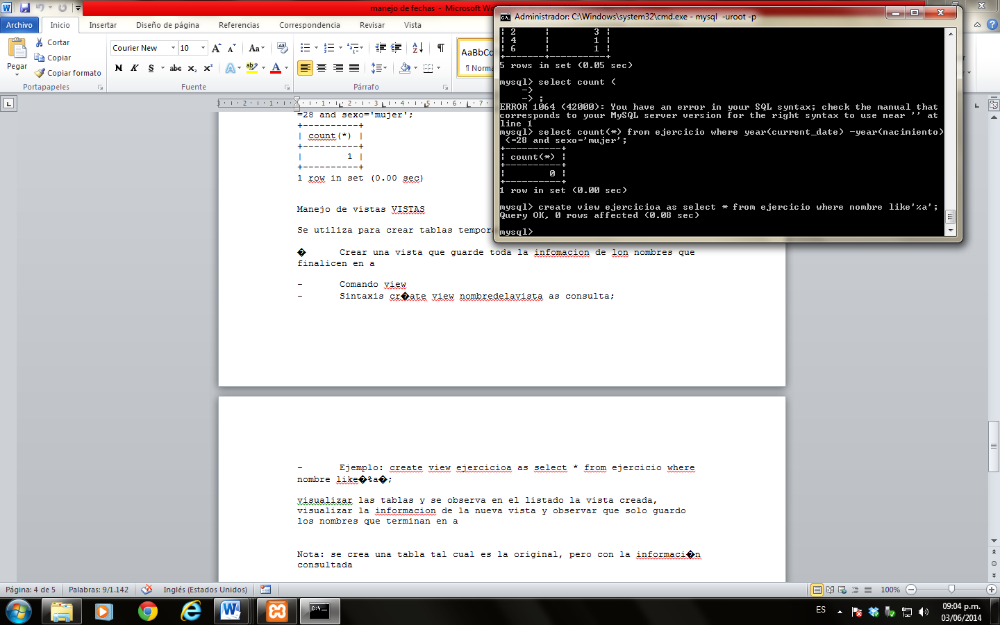 manejo de fechas - Microsoft Wo
Archivo Inicio Insertar Diseño de página Referencias Correspondencia Revisar Vista
Pegar
Cortar
Copiar
Copiar formato
Portapapeles
Courier New 10
N K S abc x₂ x²
Fuente
Párrafo
AaBbCc
¶ Norma
=28 and sexo='mujer';
+----------+
| count(*) |
+----------+
|        1 |
+----------+
1 row in set (0.00 sec)
Manejo de vistas VISTAS
Se utiliza para crear tablas tempora
�	Crear una vista que guarde toda la infomacion de lon nombres que
finalicen en a
-	Comando view
-	Sintaxis cr�ate view nombredelavista as consulta;
-	Ejemplo: create view ejercicioa as select * from ejercicio where
nombre like�%a�;
visualizar las tablas y se observa en el listado la vista creada,
visualizar la informacion de la nueva vista y observar que solo guardo
los nombres que terminan en a
Nota: se crea una tabla tal cual es la original, pero con la informaci�n
consultada
Administrador: C:\Windows\system32\cmd.exe - mysql  -uroot -p
| 2     |         3 |
| 4     |         1 |
| 6     |         1 |
+-------+-----------+
5 rows in set (0.05 sec)
mysql> select count (
    ->
    -> ;
ERROR 1064 (42000): You have an error in your SQL syntax; check the manual that
corresponds to your MySQL server version for the right syntax to use near '' at
line 1
mysql> select count(*) from ejercicio where year(current_date) -year(nacimiento)
 <=28 and sexo='mujer';
+----------+
| count(*) |
+----------+
|        0 |
+----------+
1 row in set (0.00 sec)
mysql> create view ejercicioa as select * from ejercicio where nombre like'%a';
Query OK, 0 rows affected (0.08 sec)
mysql>
Página: 4 de 5 Palabras: 9/1.142 Inglés (Estados Unidos) 100%
ES
09:04 p.m.
03/06/2014